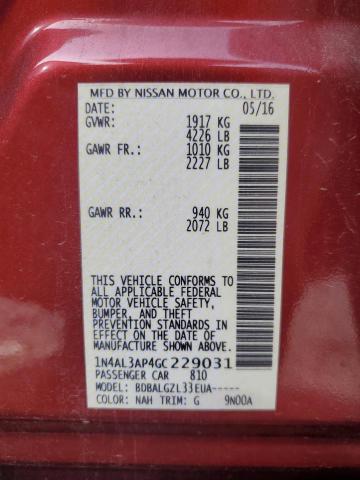 MFD BY NISSAN MOTOR CO., LTD.
DATE: 05/16
GVWR: 1917 KG
4226 LB
GAWR FR: 1010 KG
2227 LB
GAWR RR: 940 KG
2072 LB
THIS VEHICLE CONFORMS TO
ALL APPLICABLE FEDERAL
MOTOR VEHICLE SAFETY,
BUMPER, AND THEFT
PREVENTION STANDARDS IN
EFFECT ON THE DATE OF
MANUFACTURE SHOWN ABOVE.
1N4AL3AP4GC229031
PASSENGER CAR 810
MODEL: BDBALGZL33EUA-----
COLOR: NAH TRIM: G 9N00A